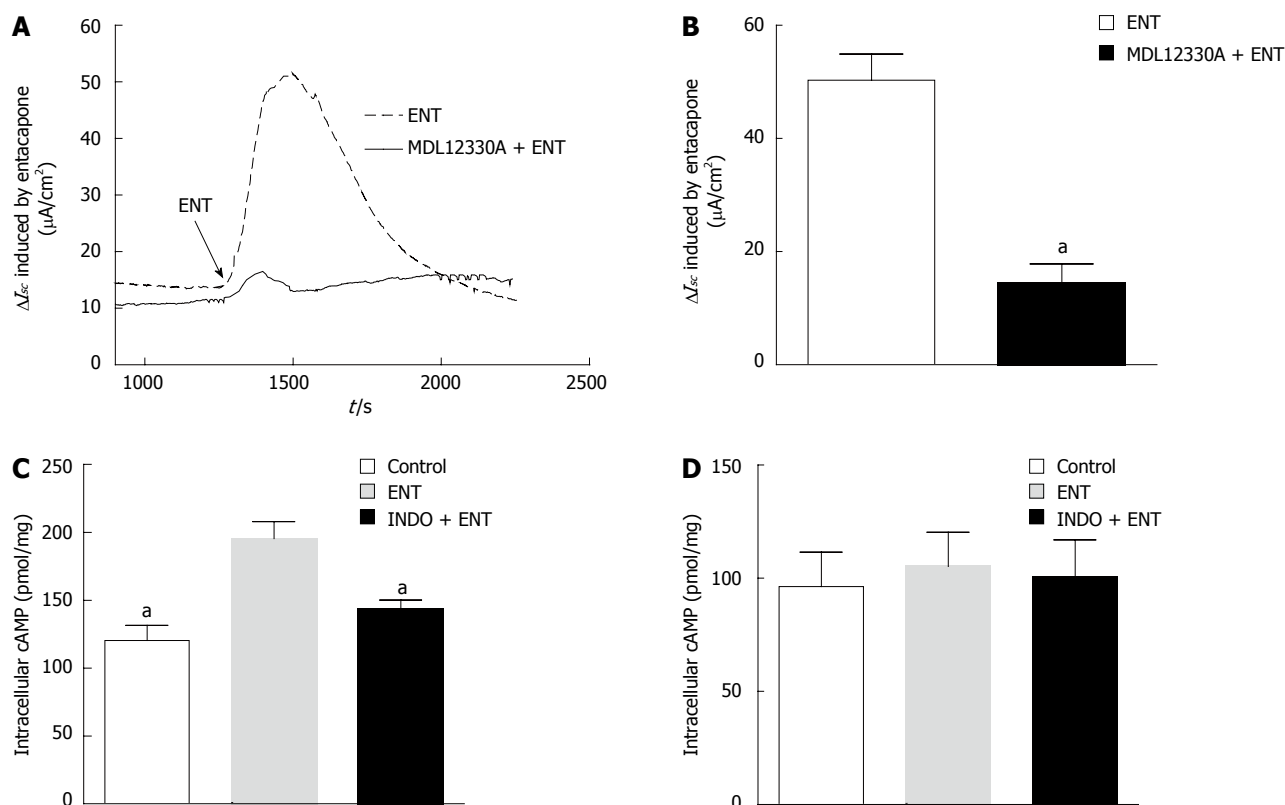 A
60
50
40
30
20
10
0
ΔIsc induced by entacapone
(μA/cm²)
ENT
MDL12330A + ENT
ENT
1000 1500 2000 2500
t/s
B
60
40
20
0
ΔIsc induced by entacapone
(μA/cm²)
ENT
MDL12330A + ENT
a
C
250
200
150
100
50
0
Intracellular cAMP (pmol/mg)
Control
ENT
INDO + ENT
a
a
D
150
100
50
0
Intracellular cAMP (pmol/mg)
Control
ENT
INDO + ENT